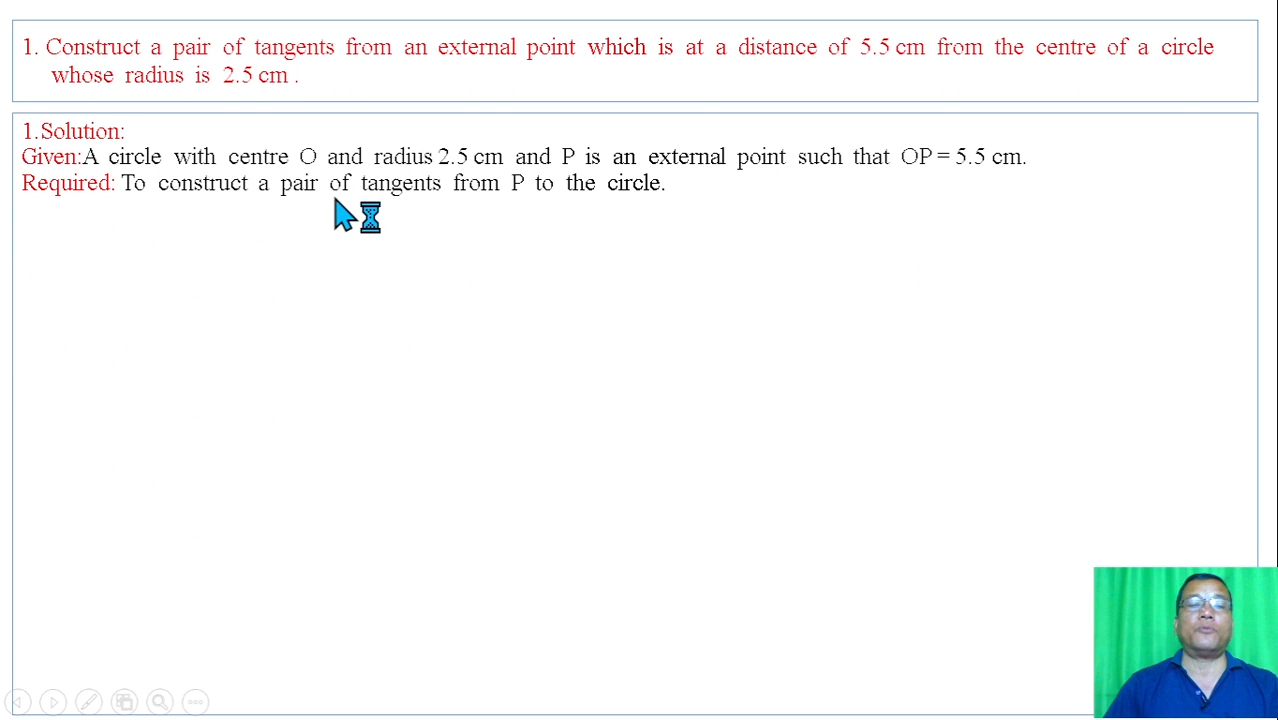 1. Construct a pair of tangents from an external point which is at a distance of 5.5 cm from the centre of a circle
whose radius is 2.5 cm .
1.Solution:
Given:A circle with centre O and radius 2.5 cm and P is an external point such that OP = 5.5 cm.
Required: To construct a pair of tangents from P to the circle.